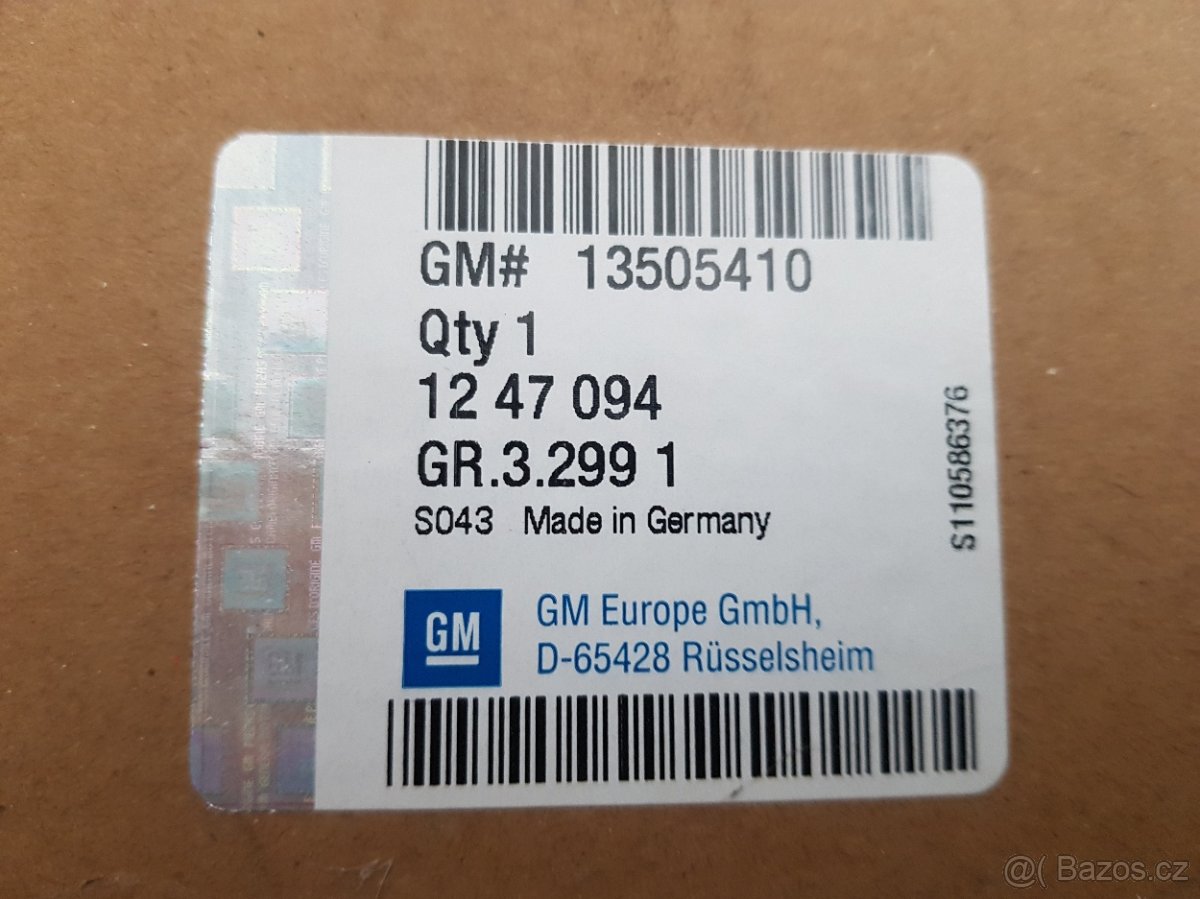 GM# 13505410
Qty 1
12 47 094
GR.3.299 1
S043 Made in Germany
S110586376
GM
GM Europe GmbH,
D-65428 Rüsselsheim
GM
@( Bazos.cz